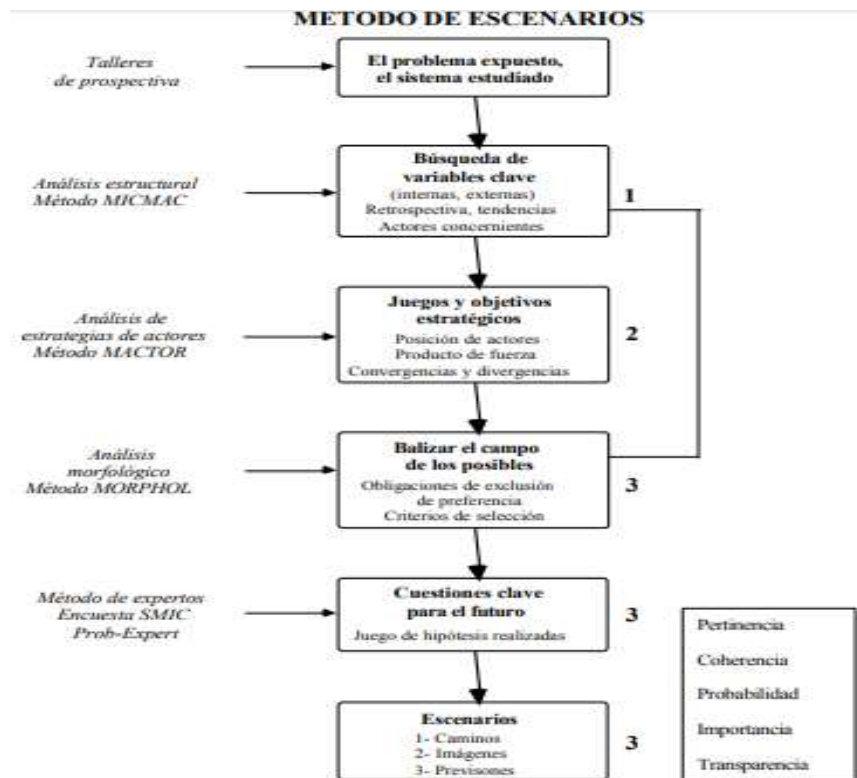 METODO DE ESCENARIOS
Talleres
de prospectiva
El problema expuesto,
el sistema estudiado
Análisis estructural
Método MICMAC
Búsqueda de
variables clave
(internas, externas)
Retrospectiva, tendencias
Actores concernientes
1
Análisis de
estrategias de actores
Método MACTOR
Juegos y objetivos
estratégicos
Posición de actores
Producto de fuerza
Convergencias y divergencias
2
Análisis
morfológico
Método MORPHOL
Balizar el campo
de los posibles
Obligaciones de exclusión
de preferencia
Criterios de selección
3
Método de expertos
Encuesta SMIC
Prob-Expert
Cuestiones clave
para el futuro
Juego de hipótesis realizadas
3
Escenarios
1- Caminos
2- Imágenes
3- Previsones
3
Pertinencia
Coherencia
Probabilidad
Importancia
Transparencia